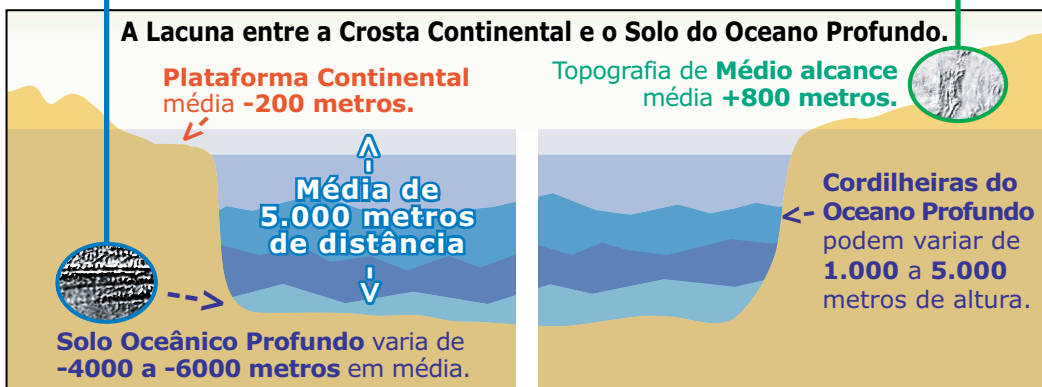 A Lacuna entre a Crosta Continental e o Solo do Oceano Profundo.
Plataforma Continental
média -200 metros.
Topografia de Médio alcance
média +800 metros.
Média de
5.000 metros
de distância
Cordilheiras do
Oceano Profundo
podem variar de
1.000 a 5.000
metros de altura.
Solo Oceânico Profundo varia de
-4000 a -6000 metros em média.